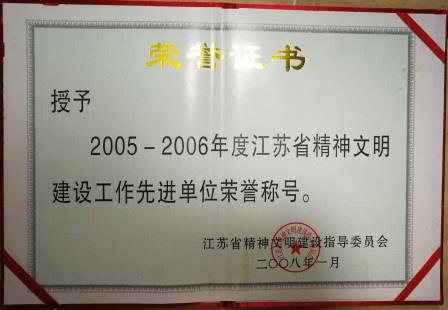 荣誉证书
授予
2005-2006年度江苏省精神文明
建设工作先进单位荣誉称号。
江苏省精神文明建设指导委员会
二〇〇八年一月